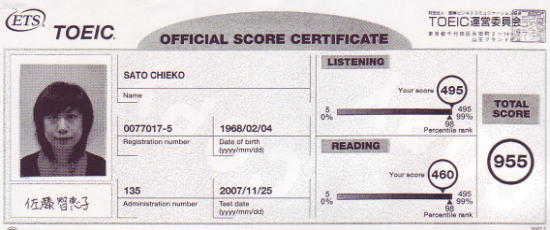 ETS
TOEIC.
OFFICIAL SCORE CERTIFICATE
TOEIC運営委員会
SATO CHIEKO
Name
0077017-5
Registration number
1968/02/04
Date of birth
(yyyy/mm/dd)
135
Administration number
2007/11/25
Test date
(yyyy/mm/dd)
佐藤 智恵子
LISTENING
Your score 495
5 495
0% 99%
98
Percentile rank
READING
Your score 460
5 495
0% 99%
98
Percentile rank
TOTAL
SCORE
955